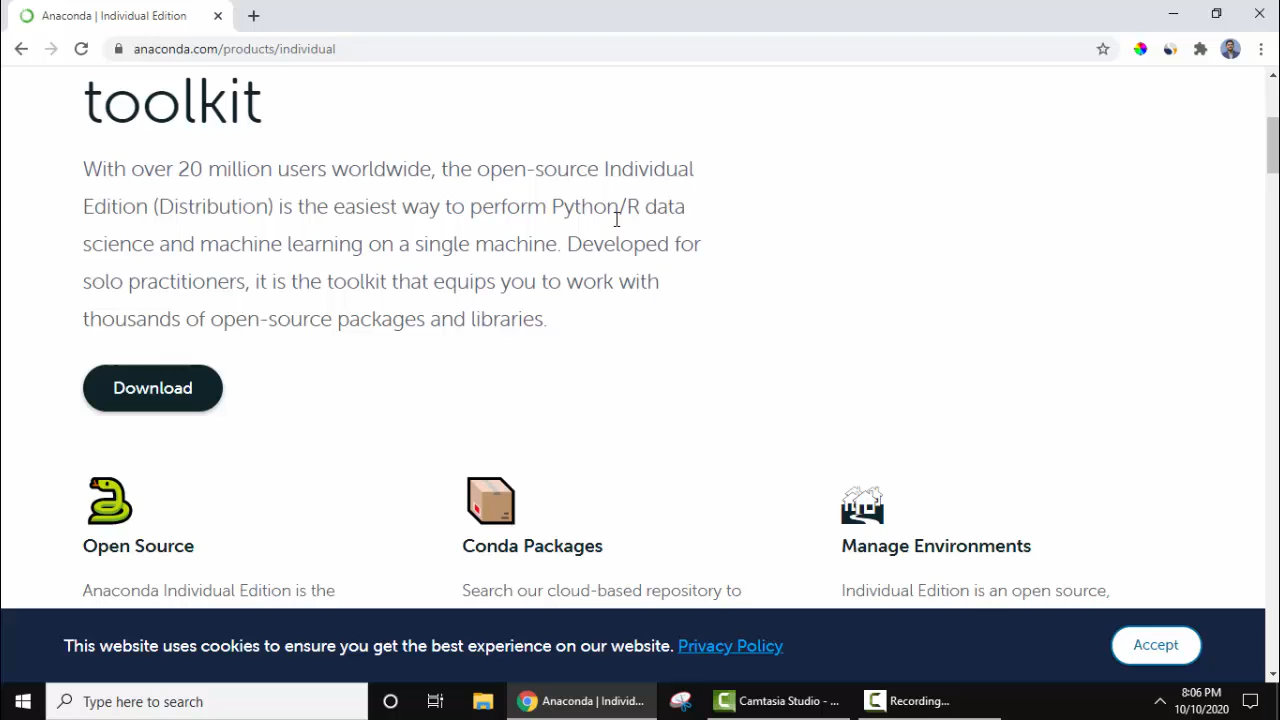 Anaconda | Individual Edition
anaconda.com/products/individual
toolkit
With over 20 million users worldwide, the open-source Individual
Edition (Distribution) is the easiest way to perform Python/R data
science and machine learning on a single machine. Developed for
solo practitioners, it is the toolkit that equips you to work with
thousands of open-source packages and libraries.
Download
Open Source
Conda Packages
Manage Environments
Anaconda Individual Edition is the
Search our cloud-based repository to
Individual Edition is an open source,
This website uses cookies to ensure you get the best experience on our website. Privacy Policy
Accept
Type here to search
Anaconda | Individ...
Camtasia Studio - ...
Recording...
8:06 PM
10/10/2020